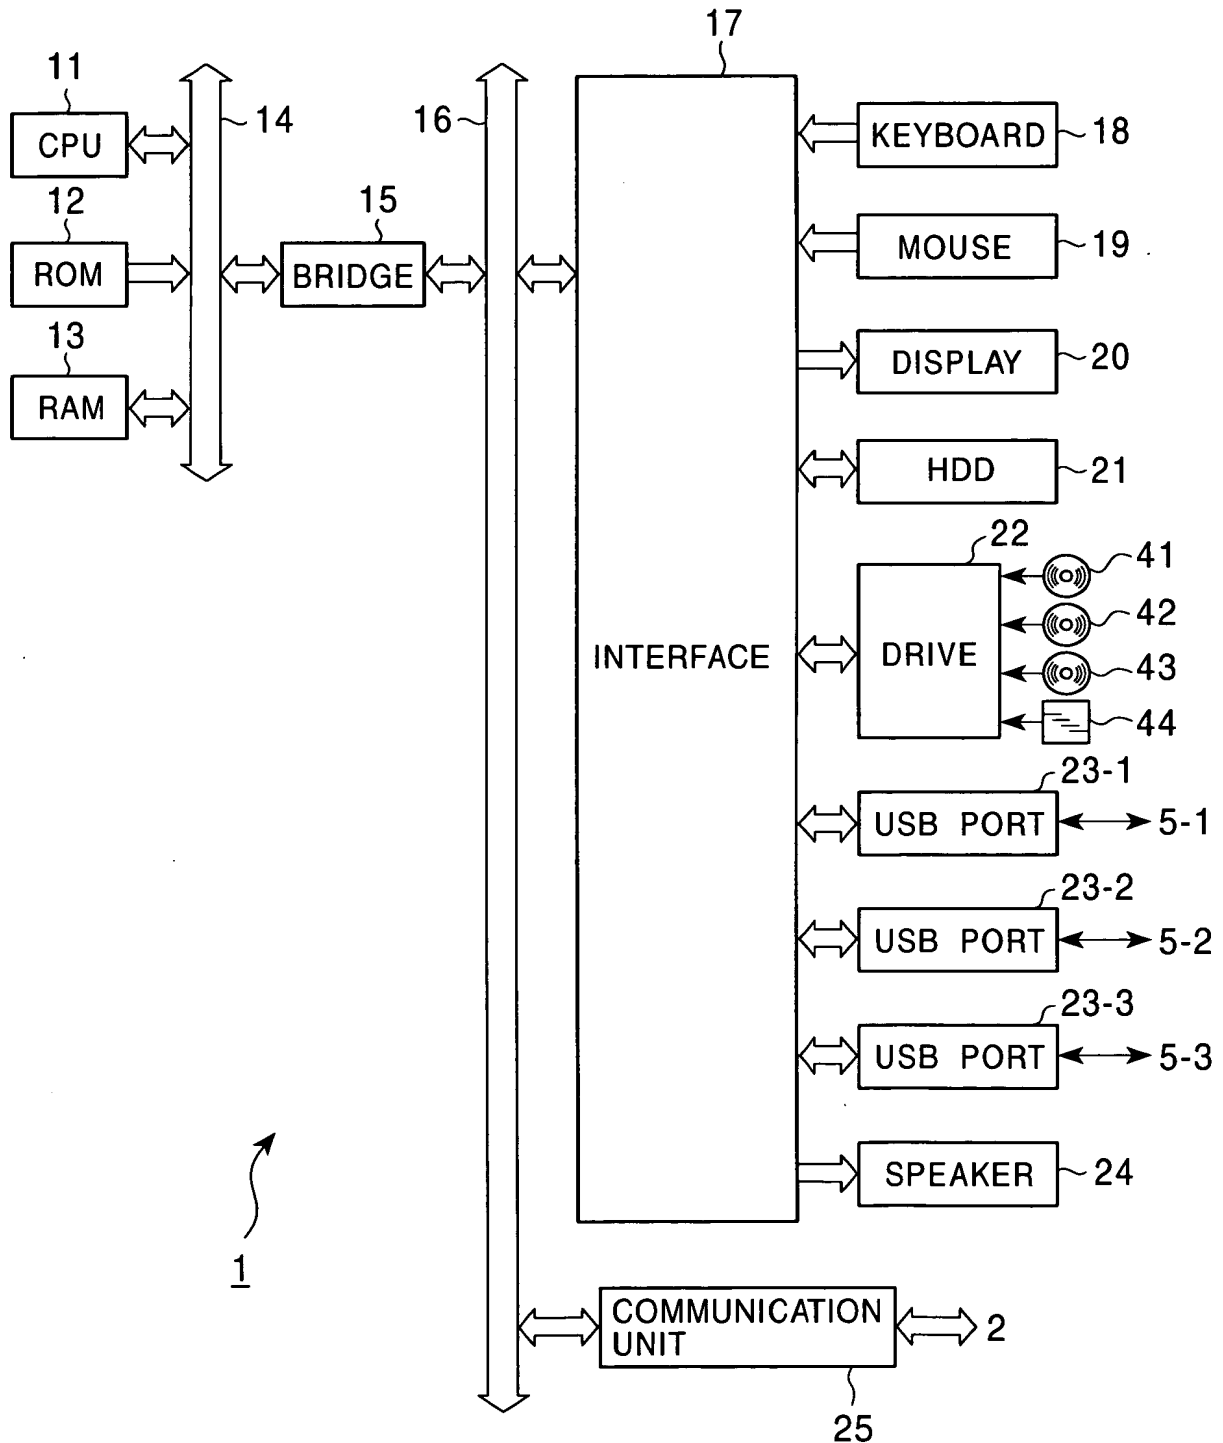 17
11
CPU
14
16
KEYBOARD
18
12
ROM
15
BRIDGE
MOUSE
19
13
RAM
DISPLAY
20
HDD
21
22
DRIVE
41
42
43
44
INTERFACE
23-1
USB PORT
5-1
23-2
USB PORT
5-2
23-3
USB PORT
5-3
SPEAKER
24
1
COMMUNICATION
UNIT
2
25